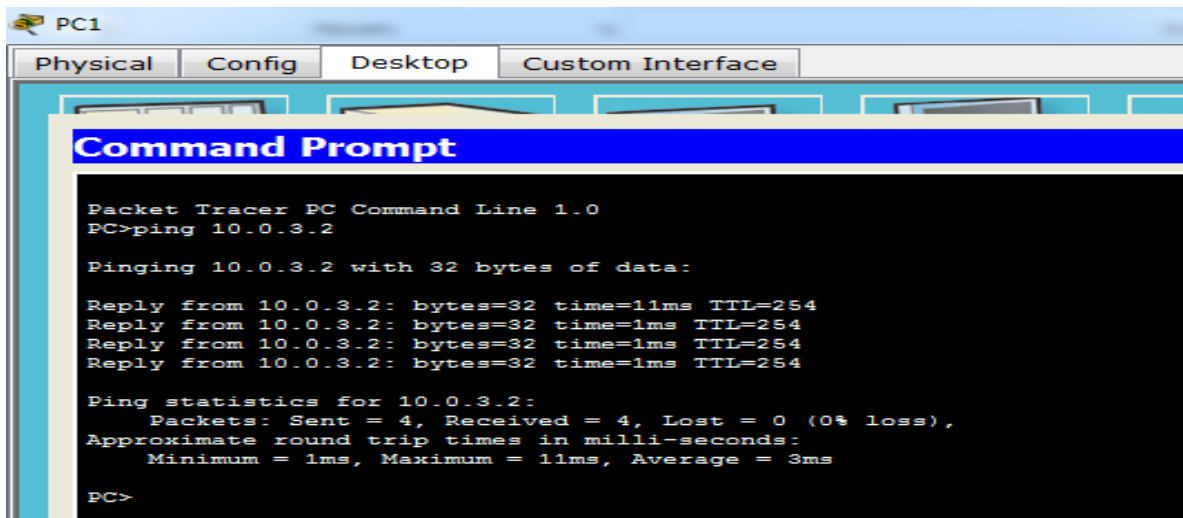 PC1
Physical Config Desktop Custom Interface
Command Prompt
Packet Tracer PC Command Line 1.0
PC>ping 10.0.3.2
Pinging 10.0.3.2 with 32 bytes of data:
Reply from 10.0.3.2: bytes=32 time=11ms TTL=254
Reply from 10.0.3.2: bytes=32 time=1ms TTL=254
Reply from 10.0.3.2: bytes=32 time=1ms TTL=254
Reply from 10.0.3.2: bytes=32 time=1ms TTL=254
Ping statistics for 10.0.3.2:
Packets: Sent = 4, Received = 4, Lost = 0 (0% loss),
Approximate round trip times in milli-seconds:
Minimum = 1ms, Maximum = 11ms, Average = 3ms
PC>